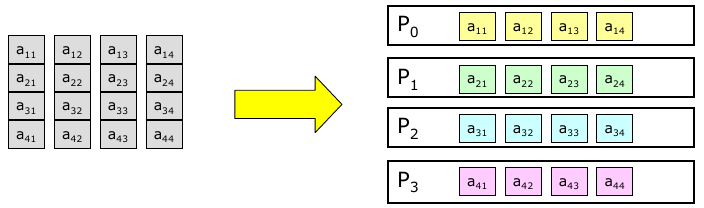 a11 a12 a13 a14
a21 a22 a23 a24
a31 a32 a33 a34
a41 a42 a43 a44
P0 a11 a12 a13 a14
P1 a21 a22 a23 a24
P2 a31 a32 a33 a34
P3 a41 a42 a43 a44